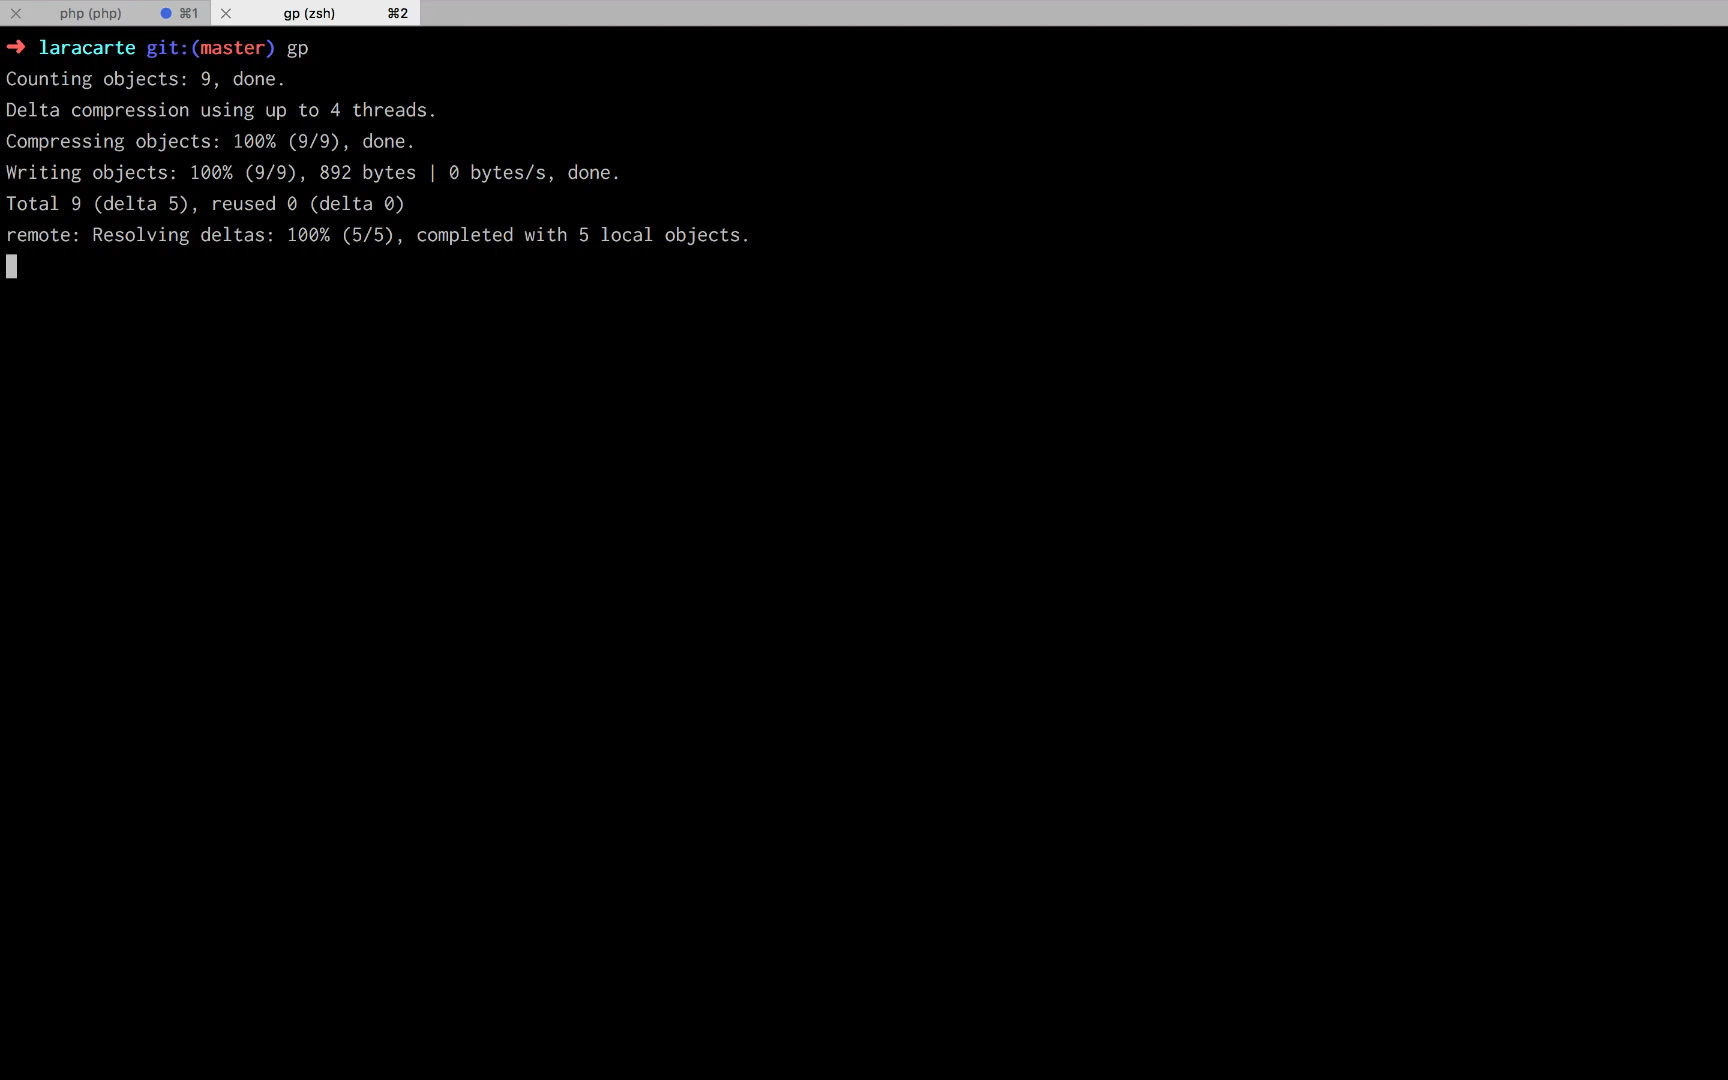 php (php) ⌘1 gp (zsh) ⌘2
➜ laracarte git:(master) gp
Counting objects: 9, done.
Delta compression using up to 4 threads.
Compressing objects: 100% (9/9), done.
Writing objects: 100% (9/9), 892 bytes | 0 bytes/s, done.
Total 9 (delta 5), reused 0 (delta 0)
remote: Resolving deltas: 100% (5/5), completed with 5 local objects.